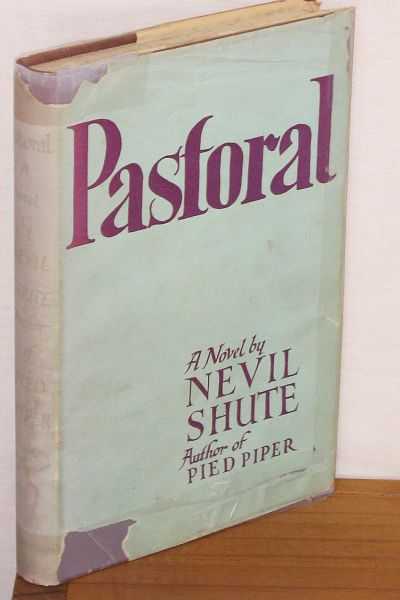 Pastoral
A Novel by
NEVIL
SHUTE
Author of
PIED PIPER